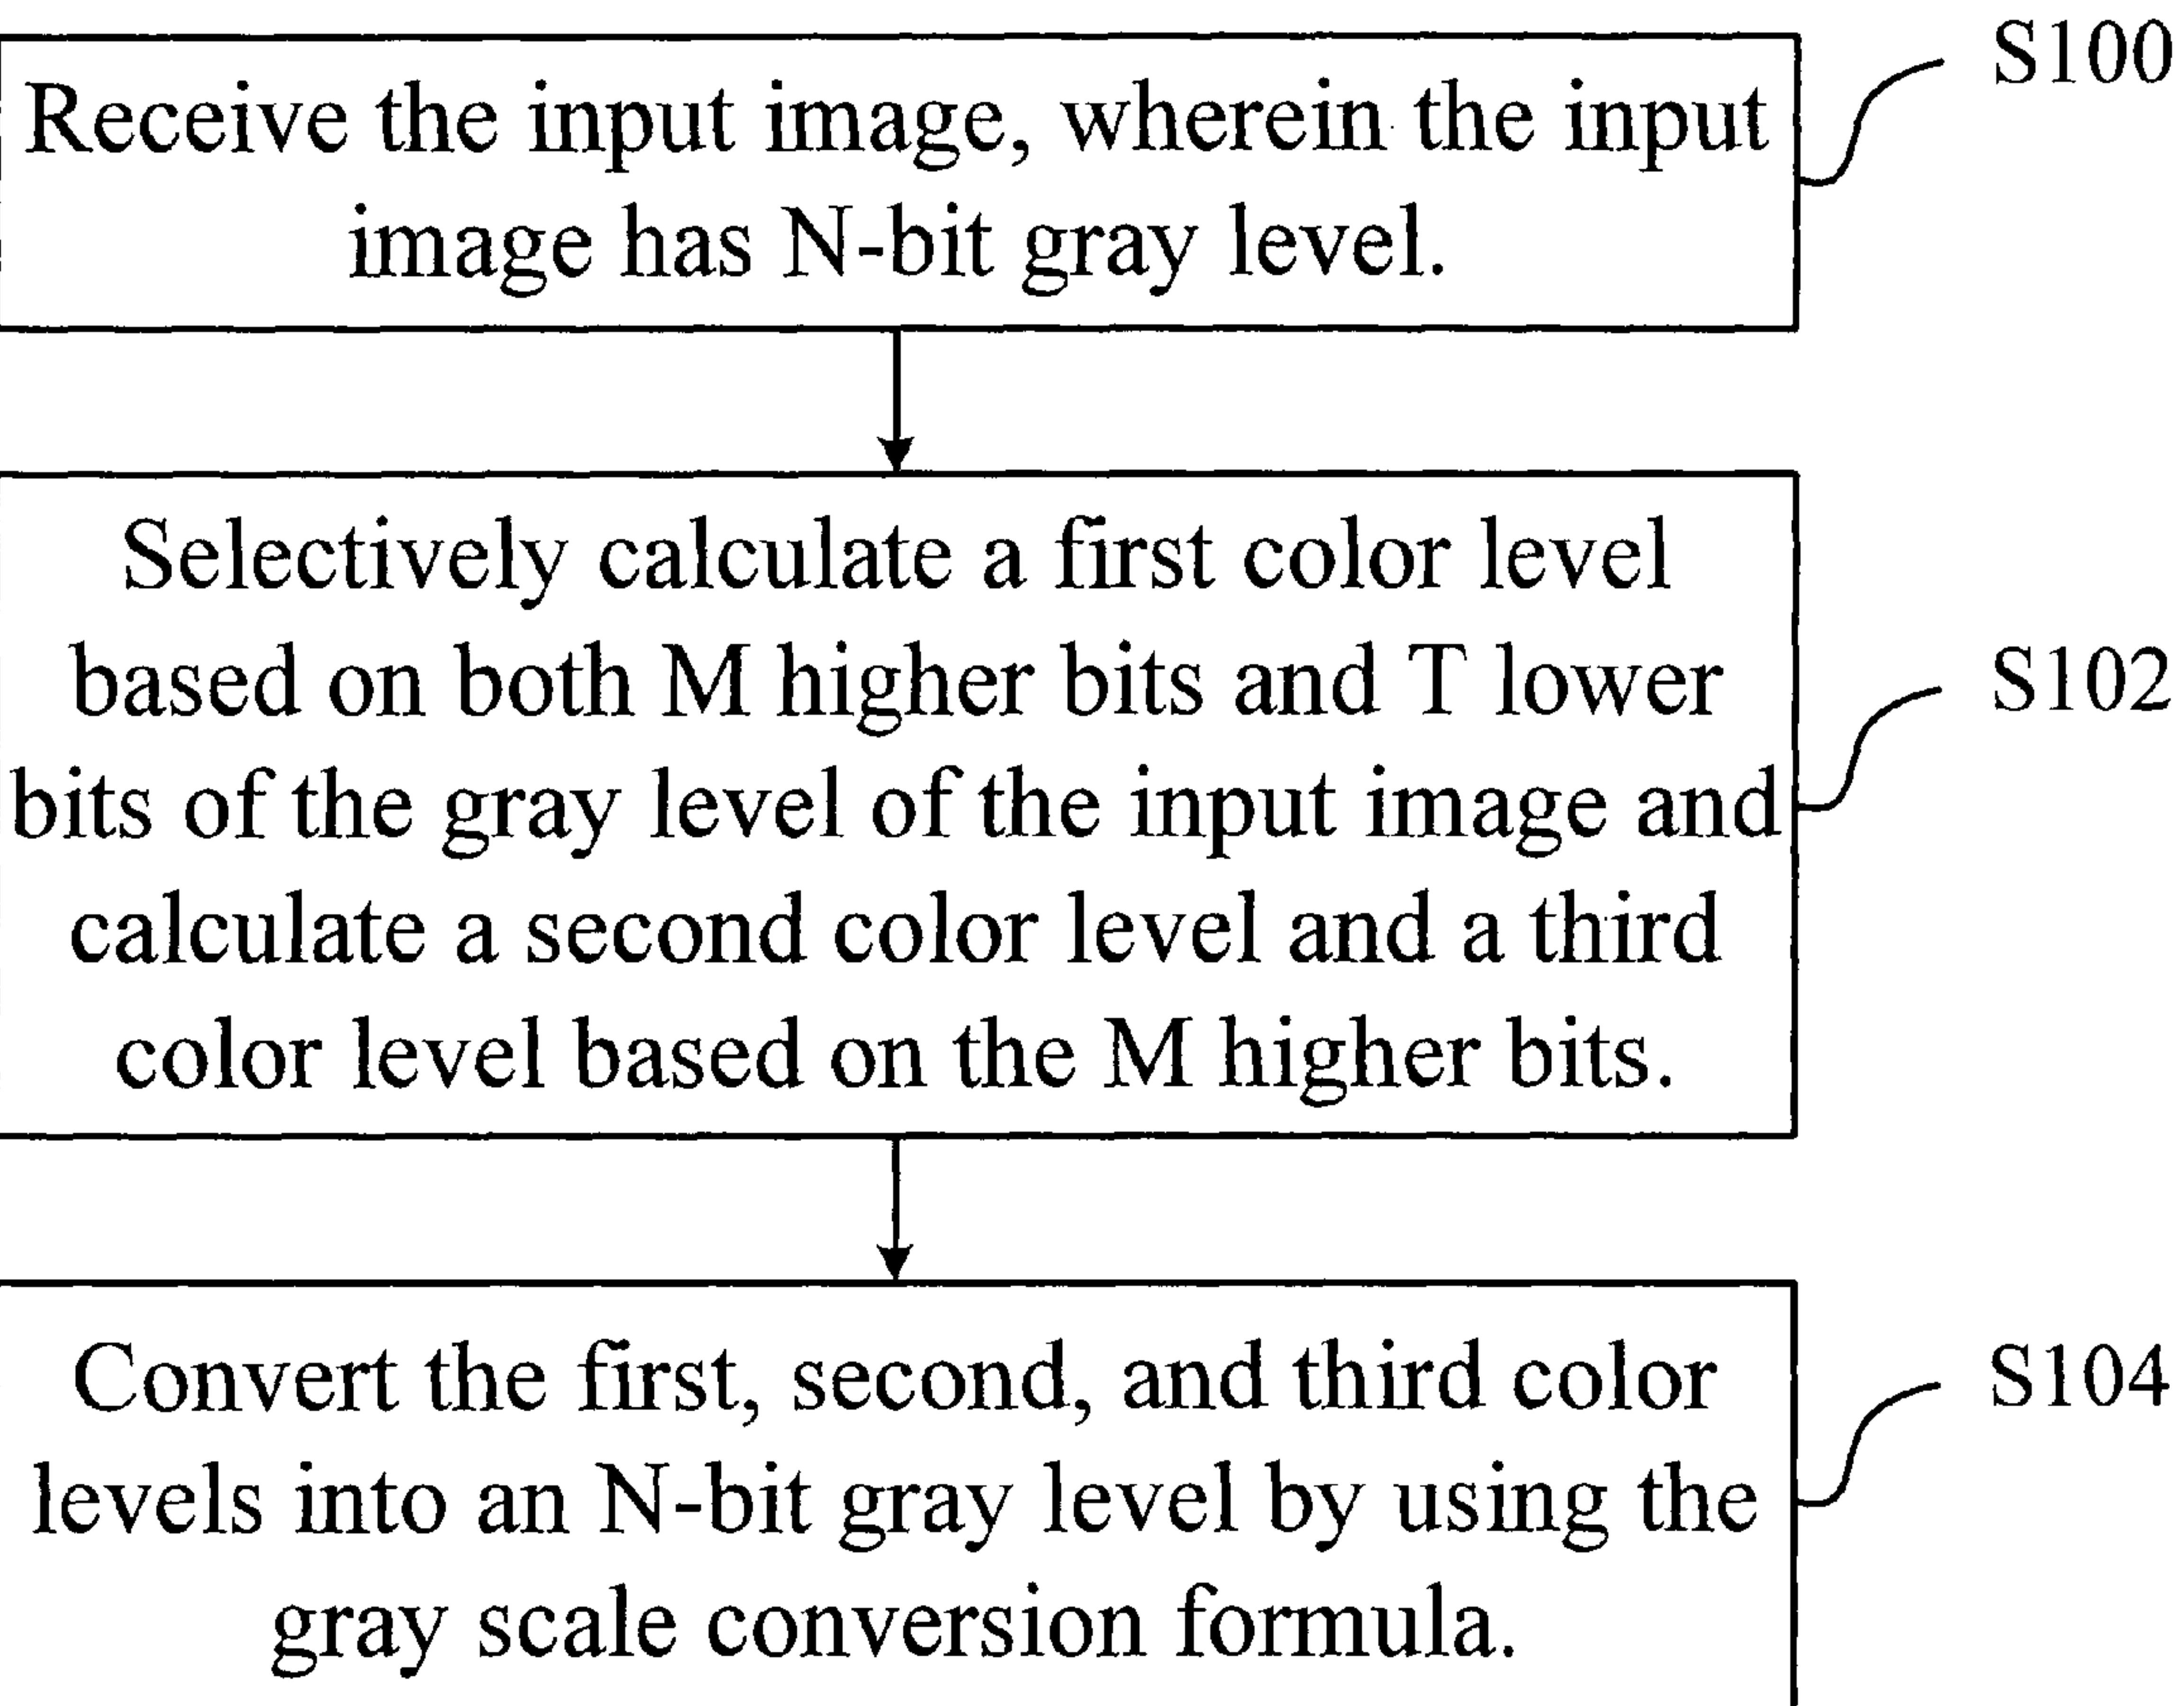 S100
Receive the input image, wherein the input
image has N-bit gray level.
Selectively calculate a first color level
based on both M higher bits and T lower
bits of the gray level of the input image and
calculate a second color level and a third
color level based on the M higher bits.
S102
Convert the first, second, and third color
levels into an N-bit gray level by using the
gray scale conversion formula.
S104